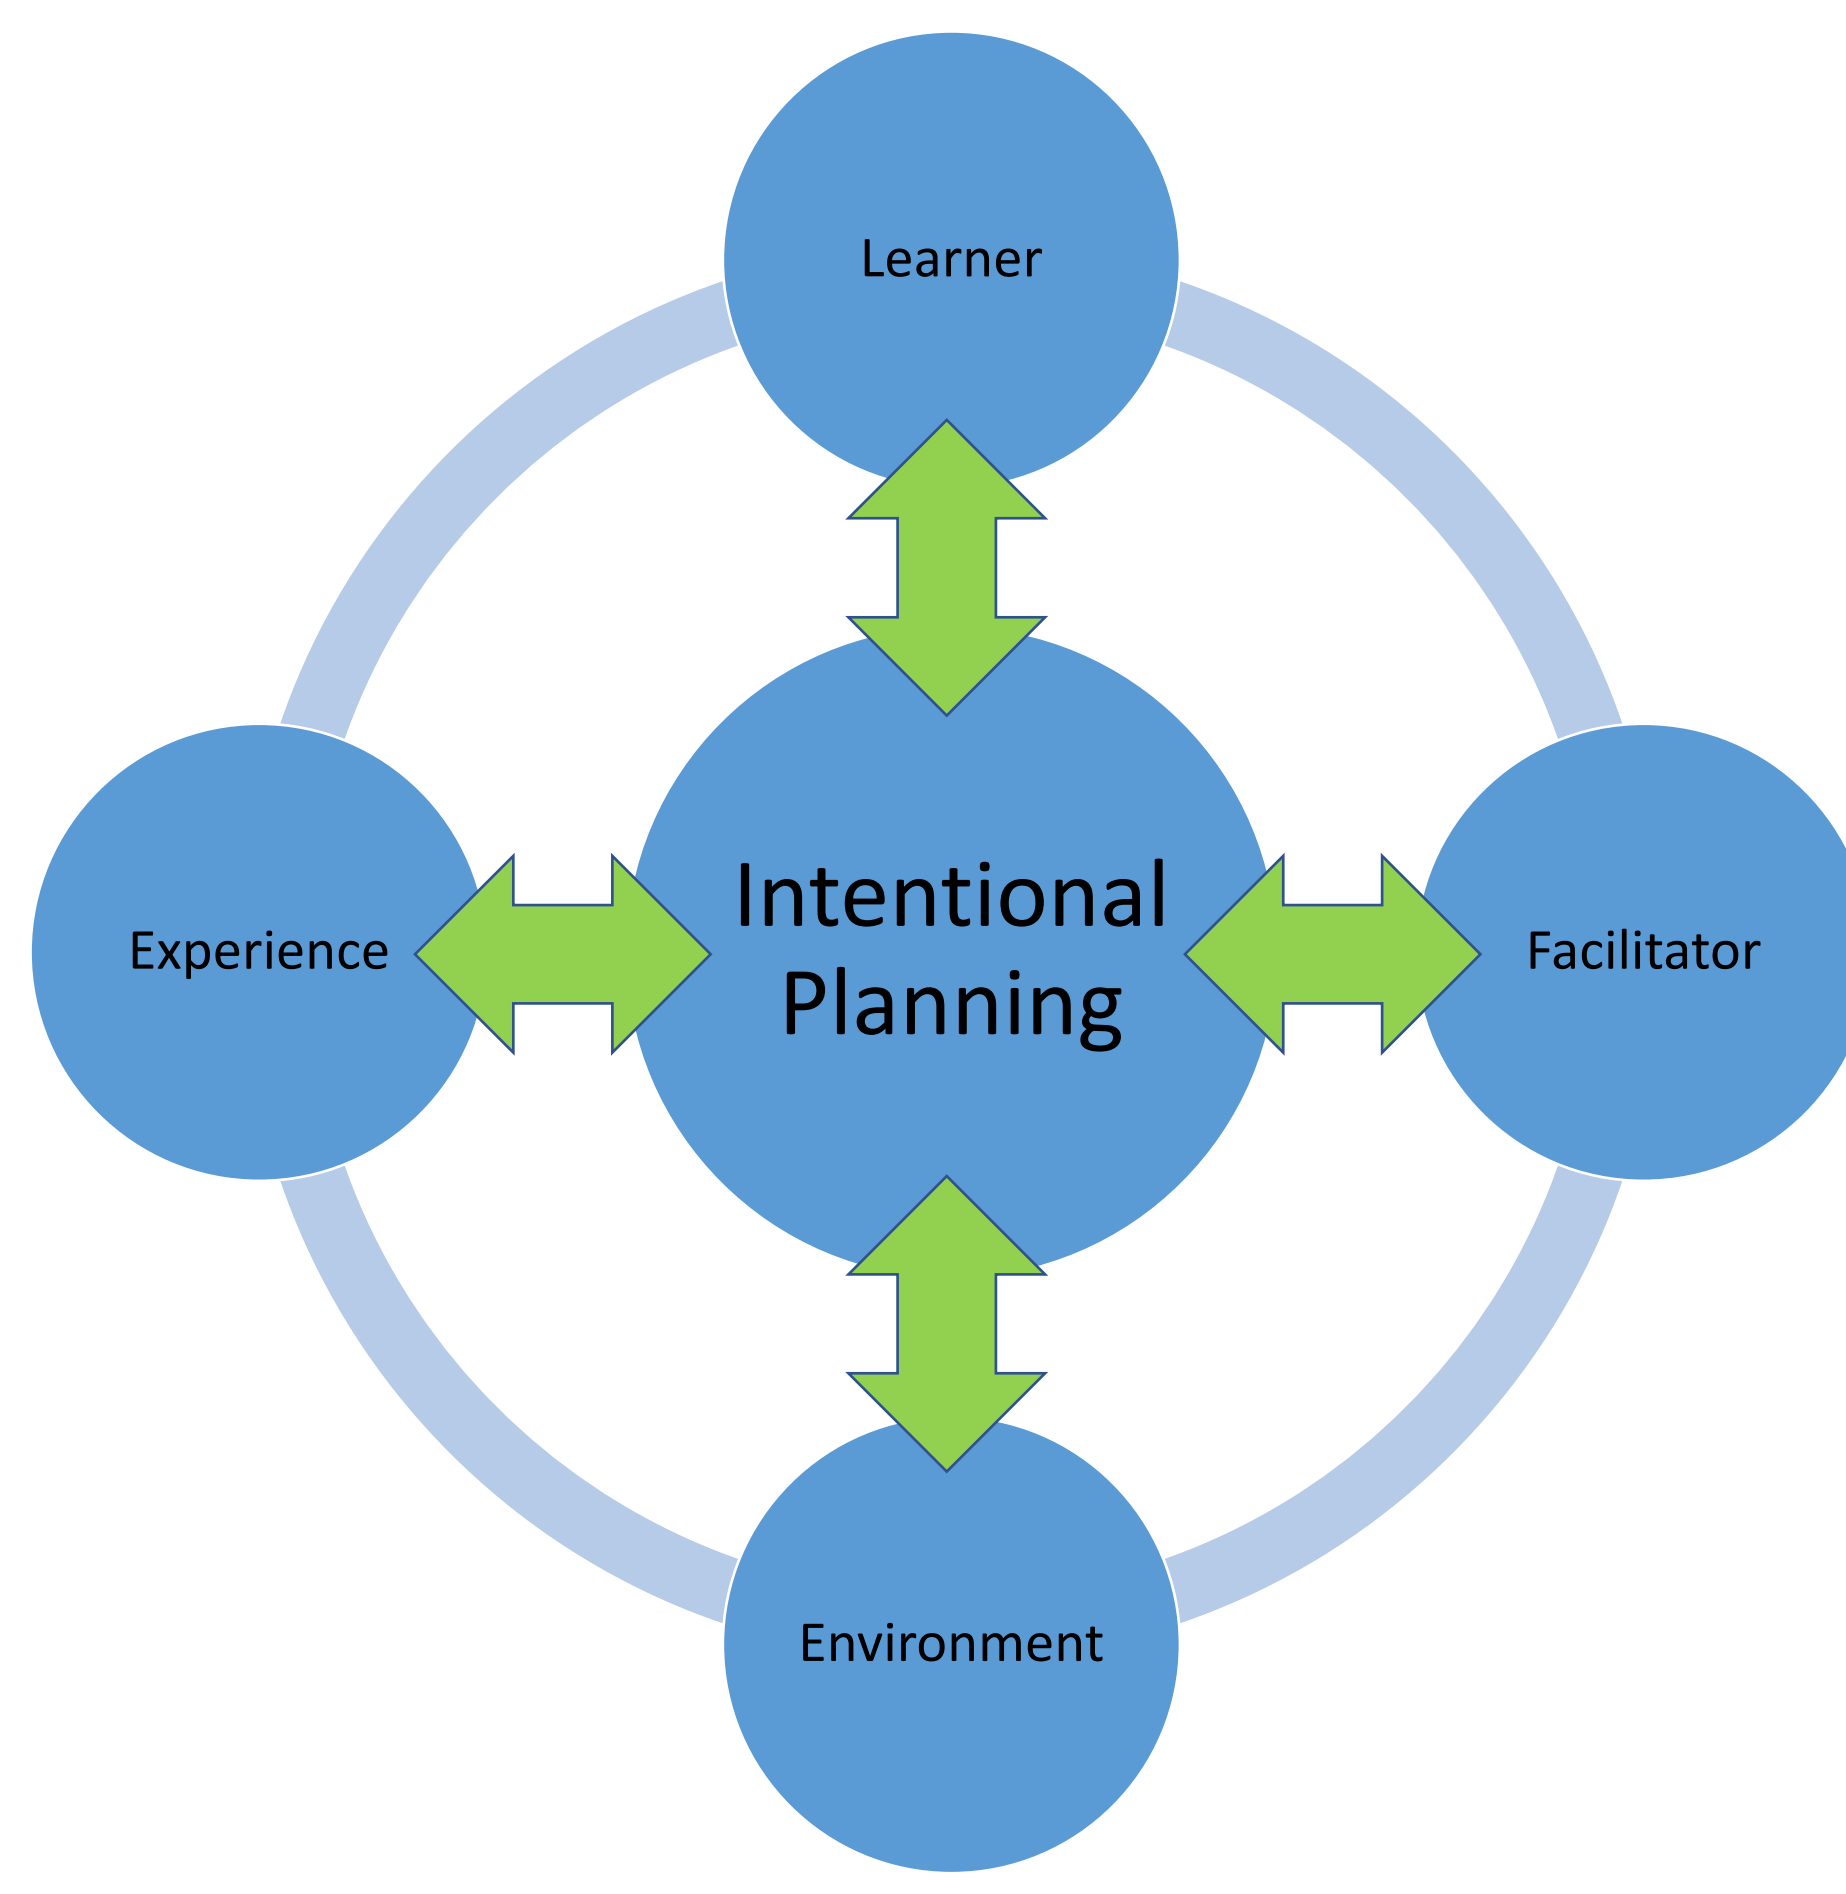 Learner
Experience
Intentional
Planning
Facilitator
Environment